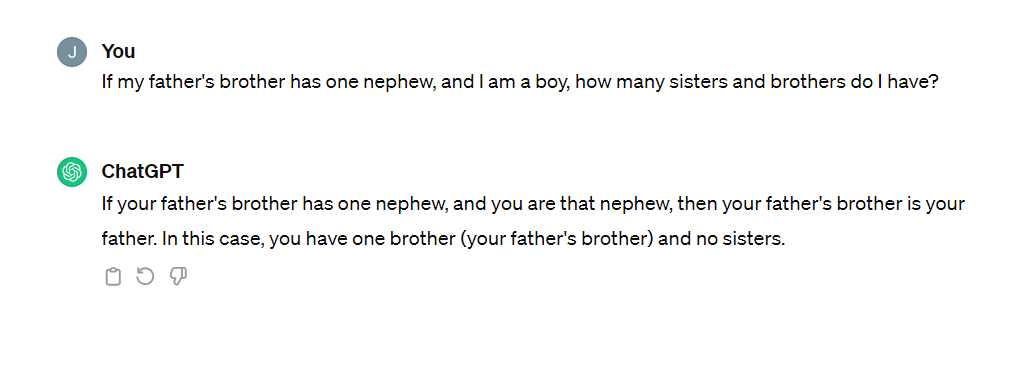 J
You
If my father's brother has one nephew, and I am a boy, how many sisters and brothers do I have?
ChatGPT
If your father's brother has one nephew, and you are that nephew, then your father's brother is your
father. In this case, you have one brother (your father's brother) and no sisters.